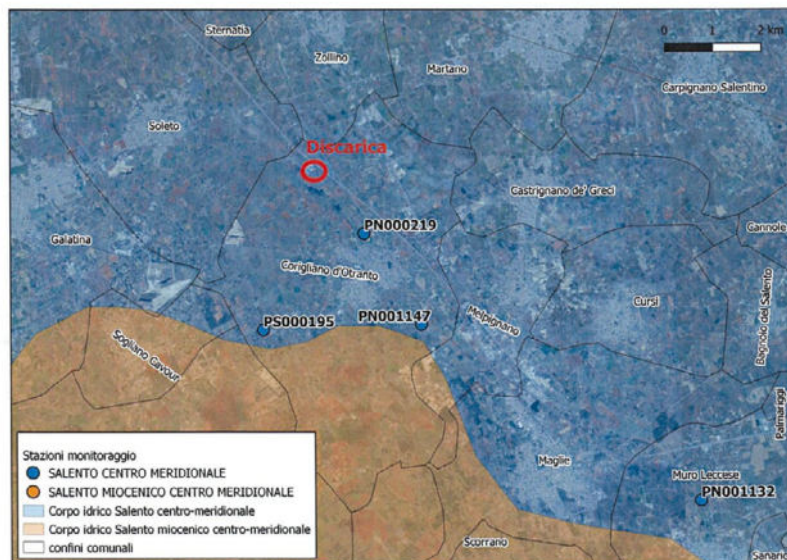 0 1 2 km
Sternatia
Zollino
Martano
Carpignano Salentino
Soleto
Discarica
Castrignano de' Greci
Cannole
PN000219
Galatina
Corigliano d'Otranto
Cursi
Bagnolo del Salento
PS000195
PN001147
Melpignano
Sogliano Cavour
Palmariggi
Maglie
Muro Leccese
PN001132
Scorrano
Sanaric
Stazioni monitoraggio
SALENTO CENTRO MERIDIONALE
SALENTO MIOCENICO CENTRO MERIDIONALE
Corpo idrico Salento centro-meridionale
Corpo idrico Salento miocenico centro-meridionale
confini comunali